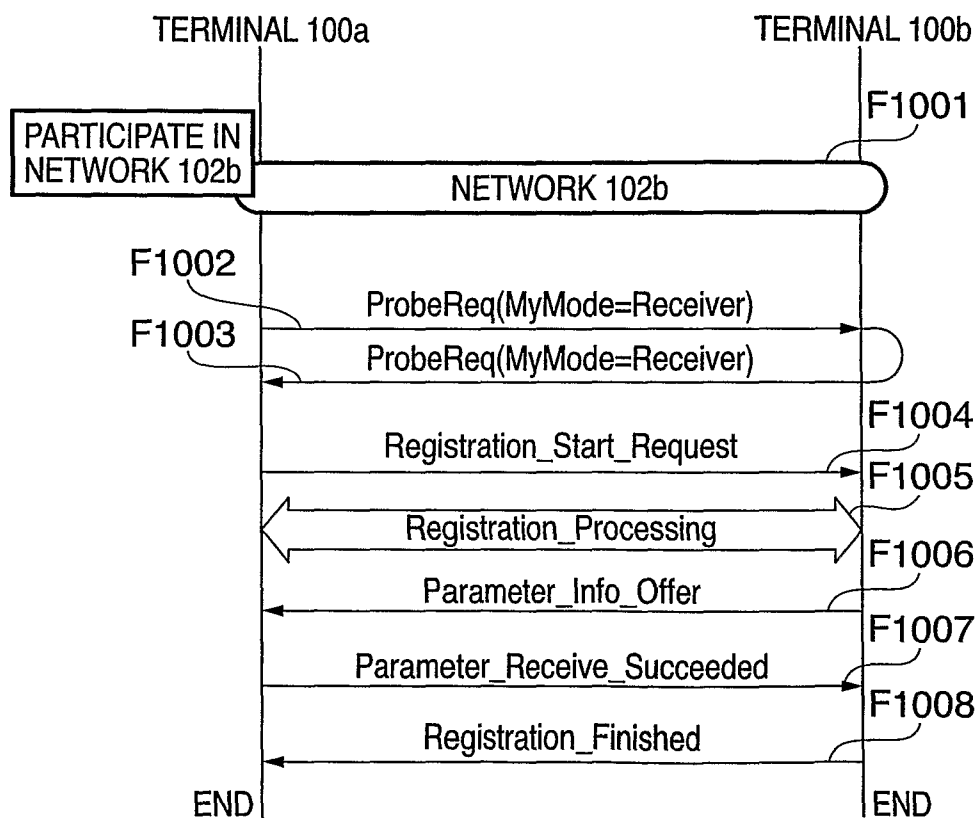 TERMINAL 100a
TERMINAL 100b
F1001
PARTICIPATE IN
NETWORK 102b
NETWORK 102b
F1002
ProbeReq(MyMode=Receiver)
F1003
ProbeReq(MyMode=Receiver)
F1004
Registration_Start_Request
F1005
Registration_Processing
F1006
Parameter_Info_Offer
F1007
Parameter_Receive_Succeeded
F1008
Registration_Finished
END
END